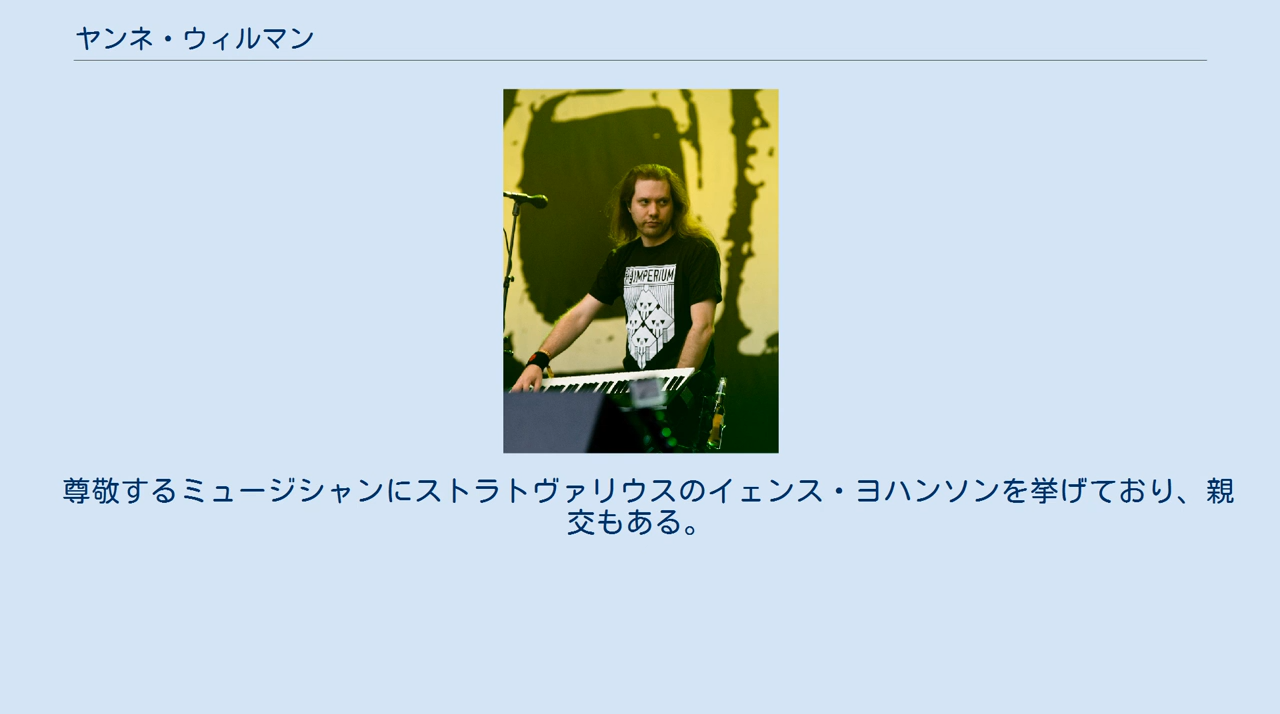 ヤンネ・ウィルマン
IMPERIUM
尊敬するミュージシャンにストラトヴァリウスのイェンス・ヨハンソンを挙げており、親
交もある。